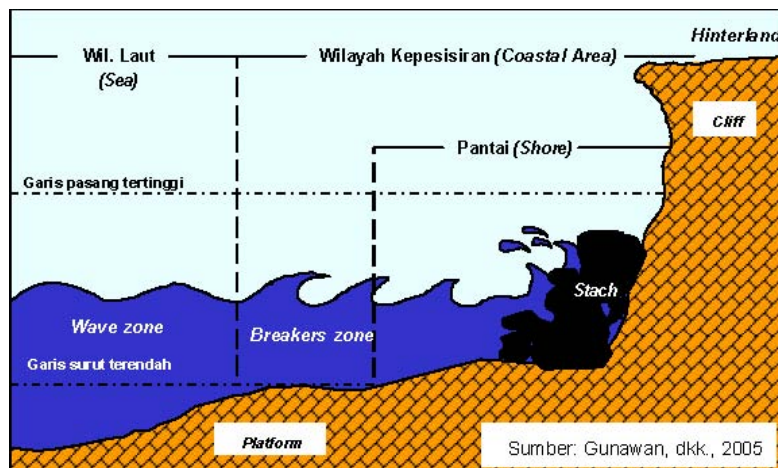 Hinterland
Wil. Laut
(Sea)
Wilayah Kepesisiran (Coastal Area)
Cliff
Pantai (Shore)
Garis pasang tertinggi
Stach
Wave zone
Breakers zone
Garis surut terendah
Platform
Sumber: Gunawan, dkk., 2005